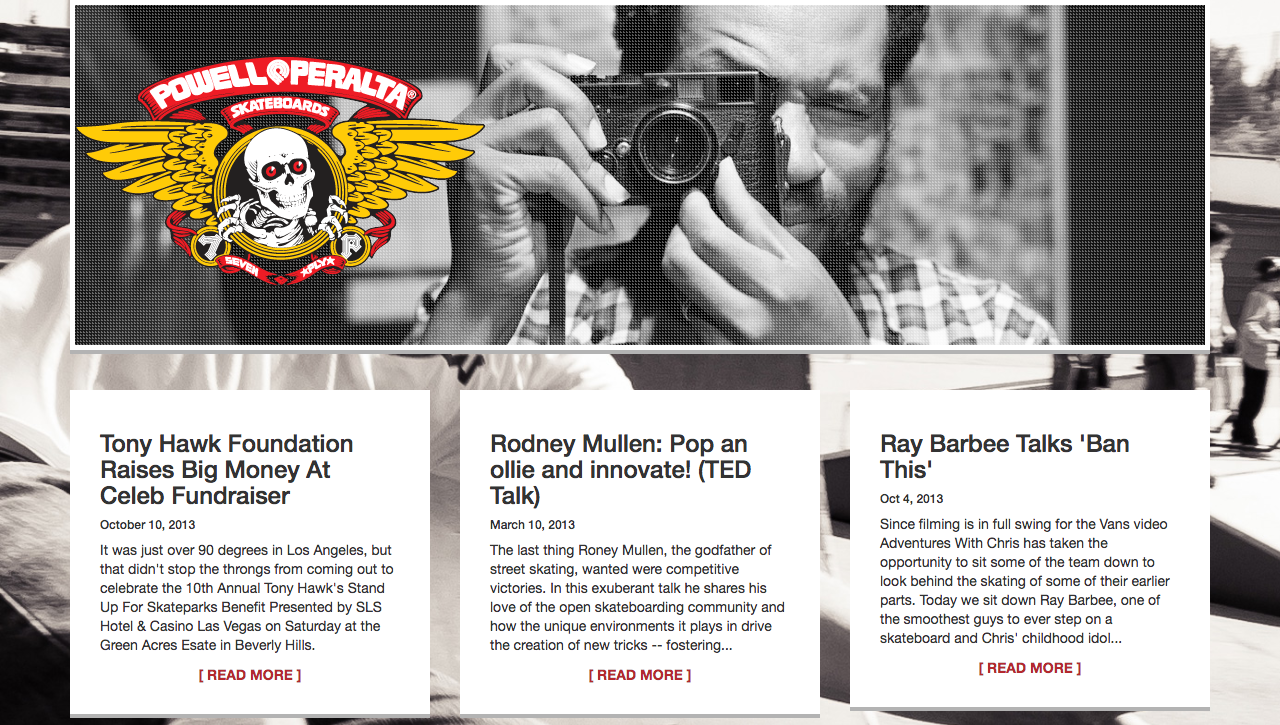 POWELL PERALTA®
SKATEBOARDS
7 P
SEVEN PLY
Tony Hawk Foundation
Raises Big Money At
Celeb Fundraiser
October 10, 2013
It was just over 90 degrees in Los Angeles, but
that didn't stop the throngs from coming out to
celebrate the 10th Annual Tony Hawk's Stand
Up For Skateparks Benefit Presented by SLS
Hotel & Casino Las Vegas on Saturday at the
Green Acres Esate in Beverly Hills.
[ READ MORE ]
Rodney Mullen: Pop an
ollie and innovate! (TED
Talk)
March 10, 2013
The last thing Roney Mullen, the godfather of
street skating, wanted were competitive
victories. In this exuberant talk he shares his
love of the open skateboarding community and
how the unique environments it plays in drive
the creation of new tricks -- fostering...
[ READ MORE ]
Ray Barbee Talks 'Ban
This'
Oct 4, 2013
Since filming is in full swing for the Vans video
Adventures With Chris has taken the
opportunity to sit some of the team down to
look behind the skating of some of their earlier
parts. Today we sit down Ray Barbee, one of
the smoothest guys to ever step on a
skateboard and Chris' childhood idol...
[ READ MORE ]